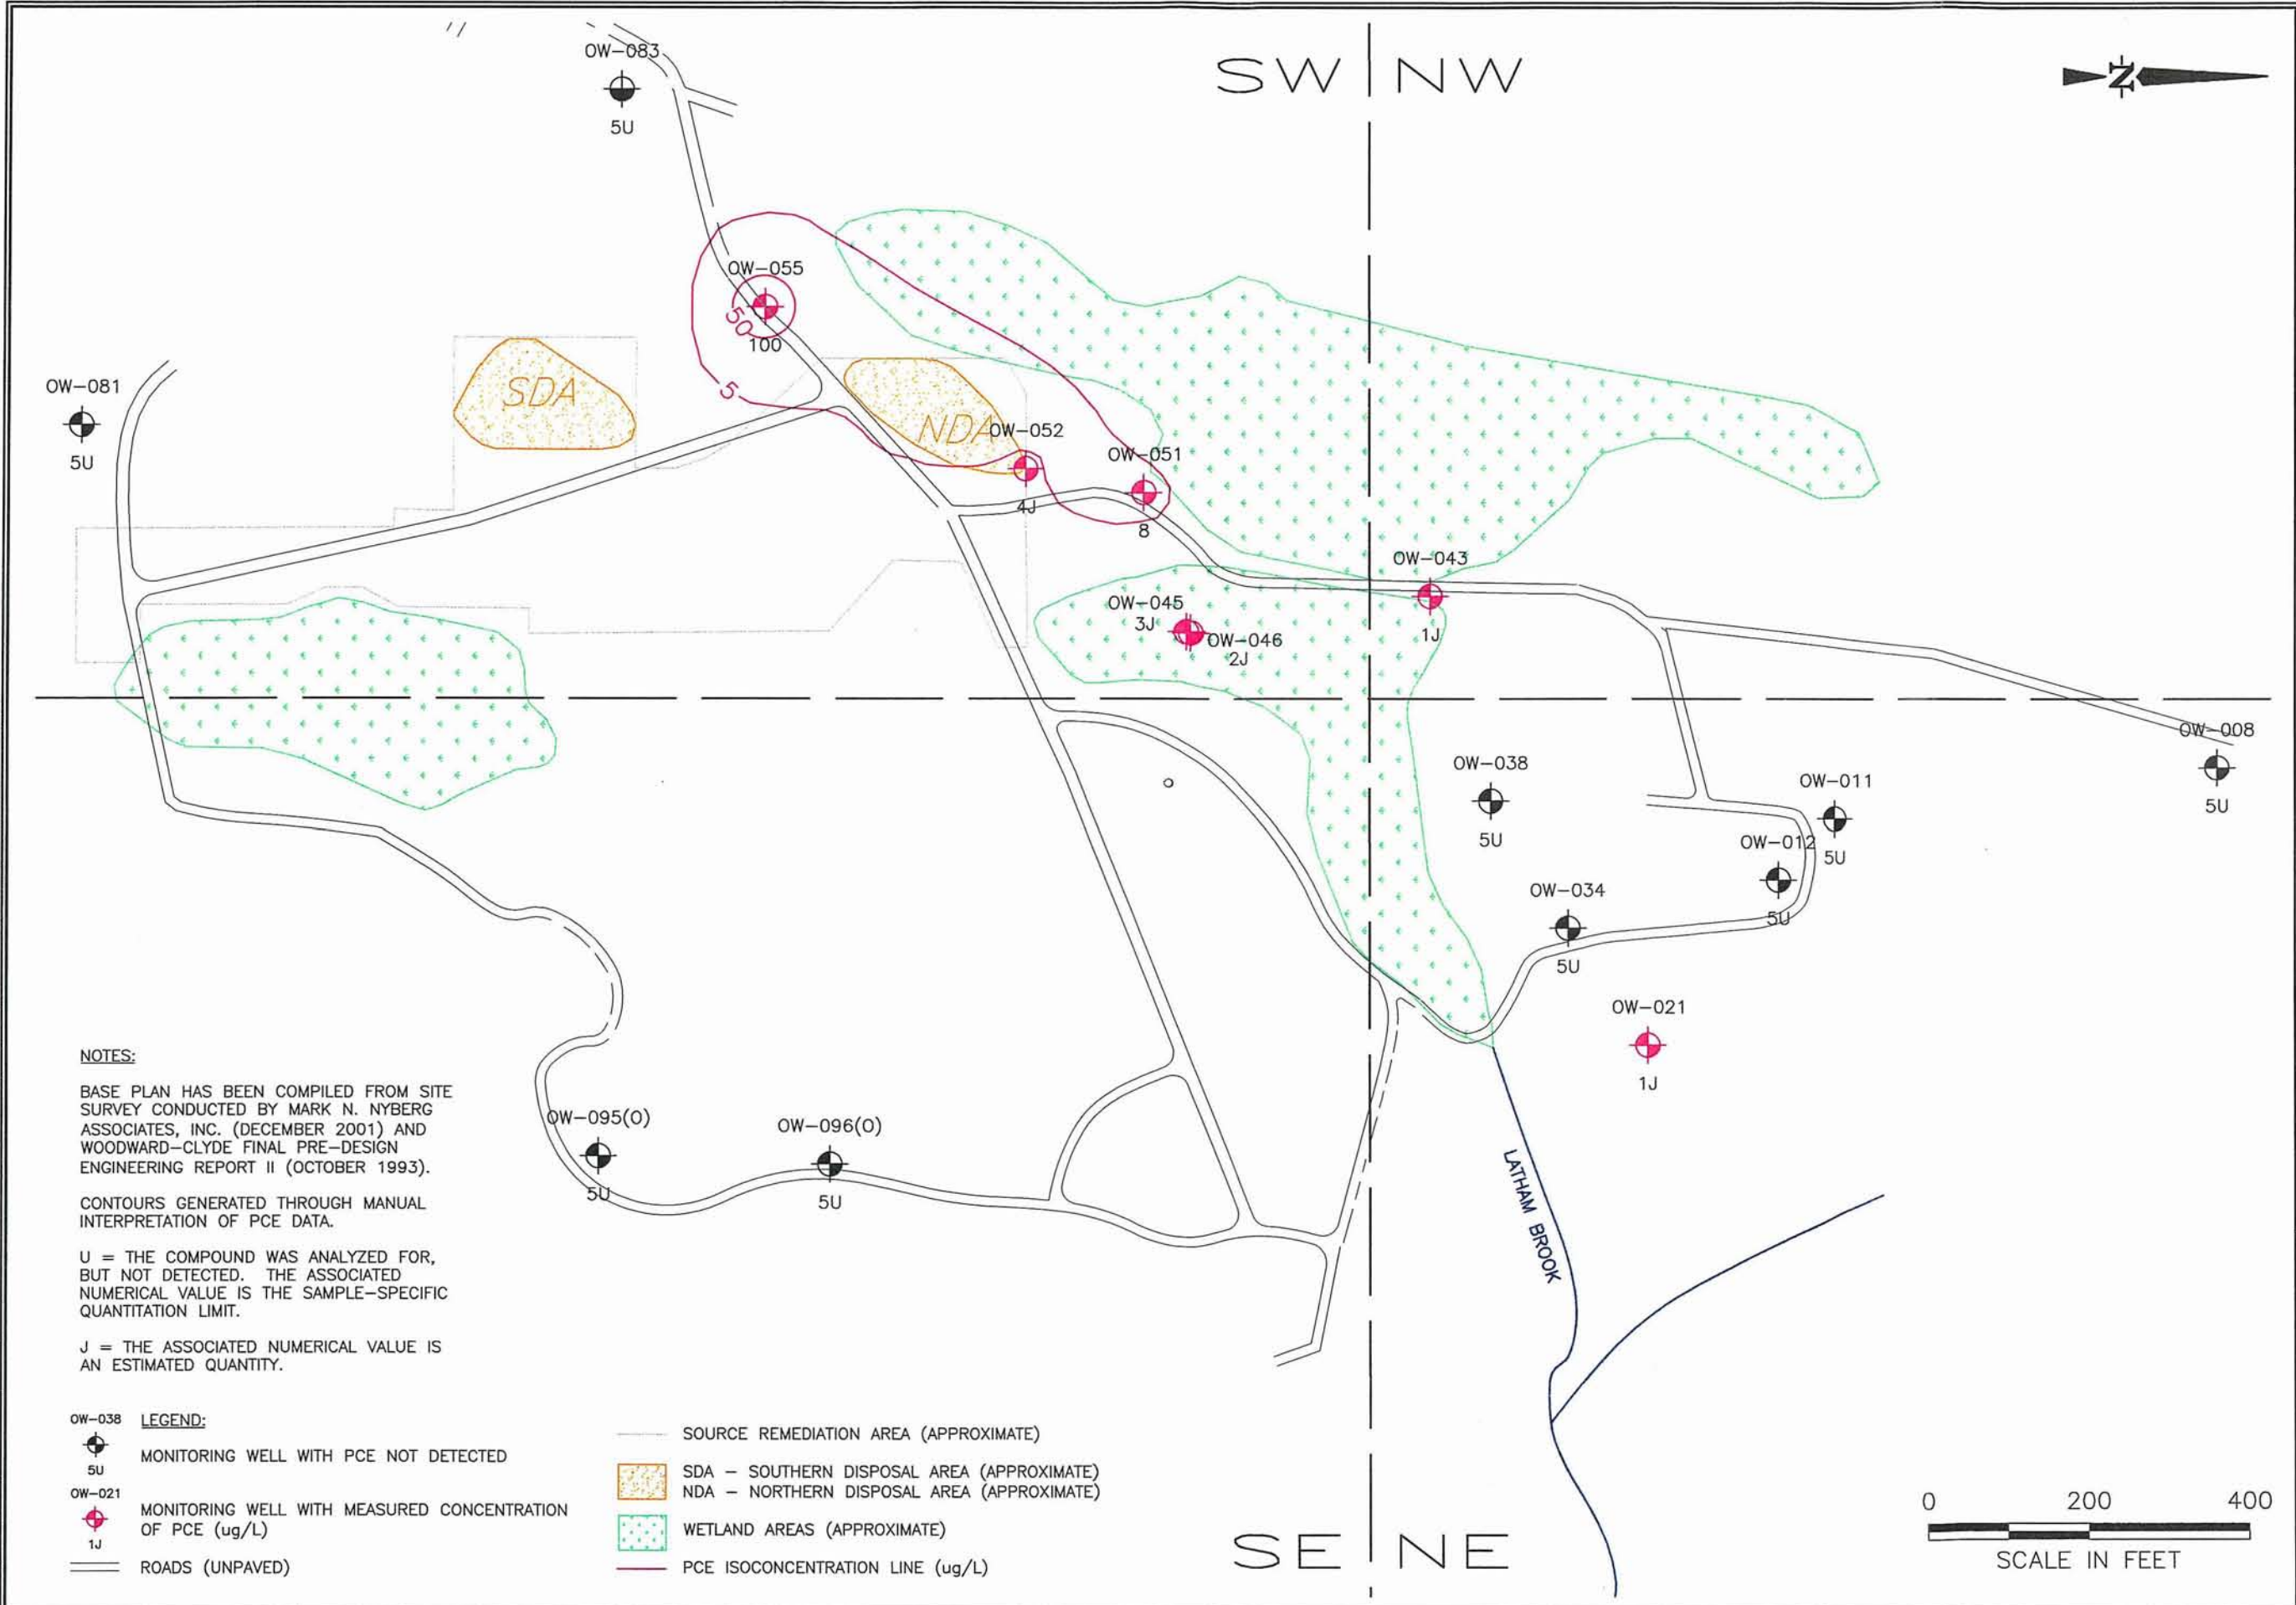 SW NW
N
OW-083
5U
OW-055
50
100
5
OW-081
5U
SDA
NDA
OW-052
4J
OW-051
8
OW-043
1J
OW-045
3J
OW-046
2J
OW-038
5U
OW-008
5U
OW-011
5U
OW-012
5U
OW-034
5U
OW-021
1J
OW-095(O)
5U
OW-096(O)
5U
LATHAM BROOK
NOTES:
BASE PLAN HAS BEEN COMPILED FROM SITE
SURVEY CONDUCTED BY MARK N. NYBERG
ASSOCIATES, INC. (DECEMBER 2001) AND
WOODWARD-CLYDE FINAL PRE-DESIGN
ENGINEERING REPORT II (OCTOBER 1993).
CONTOURS GENERATED THROUGH MANUAL
INTERPRETATION OF PCE DATA.
U = THE COMPOUND WAS ANALYZED FOR,
BUT NOT DETECTED. THE ASSOCIATED
NUMERICAL VALUE IS THE SAMPLE-SPECIFIC
QUANTITATION LIMIT.
J = THE ASSOCIATED NUMERICAL VALUE IS
AN ESTIMATED QUANTITY.
LEGEND:
OW-038
5U
MONITORING WELL WITH PCE NOT DETECTED
OW-021
1J
MONITORING WELL WITH MEASURED CONCENTRATION
OF PCE (ug/L)
ROADS (UNPAVED)
SOURCE REMEDIATION AREA (APPROXIMATE)
SDA - SOUTHERN DISPOSAL AREA (APPROXIMATE)
NDA - NORTHERN DISPOSAL AREA (APPROXIMATE)
WETLAND AREAS (APPROXIMATE)
PCE ISOCONCENTRATION LINE (ug/L)
SE NE
0 200 400
SCALE IN FEET